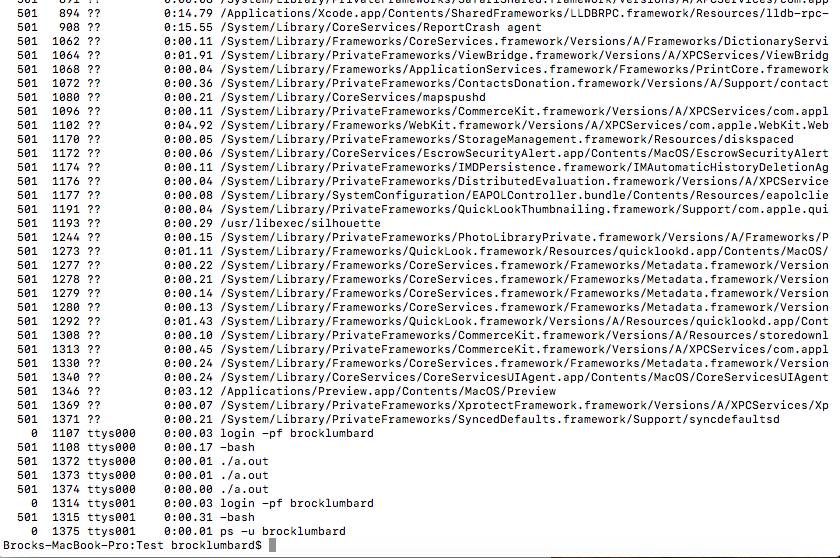 501   894 ??         0:14.79 /Applications/Xcode.app/Contents/SharedFrameworks/LLDBRPC.framework/Resources/lldb-rpc-
501   908 ??         0:15.55 /System/Library/CoreServices/ReportCrash agent
501  1062 ??         0:00.11 /System/Library/Frameworks/CoreServices.framework/Versions/A/Frameworks/DictionaryServi
501  1064 ??         0:01.91 /System/Library/PrivateFrameworks/ViewBridge.framework/Versions/A/XPCServices/ViewBridg
501  1068 ??         0:00.04 /System/Library/Frameworks/ApplicationServices.framework/Frameworks/PrintCore.framework
501  1072 ??         0:00.36 /System/Library/PrivateFrameworks/ContactsDonation.framework/Versions/A/Support/contact
501  1080 ??         0:00.21 /System/Library/CoreServices/mapspushd
501  1096 ??         0:00.11 /System/Library/PrivateFrameworks/CommerceKit.framework/Versions/A/XPCServices/com.appl
501  1102 ??         0:04.92 /System/Library/Frameworks/WebKit.framework/Versions/A/XPCServices/com.apple.WebKit.Web
501  1170 ??         0:00.05 /System/Library/PrivateFrameworks/StorageManagement.framework/Resources/diskspaced
501  1172 ??         0:00.06 /System/Library/CoreServices/EscrowSecurityAlert.app/Contents/MacOS/EscrowSecurityAlert
501  1174 ??         0:00.11 /System/Library/PrivateFrameworks/IMDPersistence.framework/IMAutomaticHistoryDeletionAg
501  1176 ??         0:00.04 /System/Library/PrivateFrameworks/DistributedEvaluation.framework/Versions/A/XPCService
501  1177 ??         0:00.08 /System/Library/SystemConfiguration/EAPOLController.bundle/Contents/Resources/eapolclie
501  1191 ??         0:00.04 /System/Library/PrivateFrameworks/QuickLookThumbnailing.framework/Support/com.apple.qui
501  1193 ??         0:00.29 /usr/libexec/silhouette
501  1244 ??         0:00.15 /System/Library/PrivateFrameworks/PhotoLibraryPrivate.framework/Versions/A/Frameworks/P
501  1273 ??         0:01.11 /System/Library/Frameworks/QuickLook.framework/Resources/quicklookd.app/Contents/MacOS/
501  1277 ??         0:00.22 /System/Library/Frameworks/CoreServices.framework/Frameworks/Metadata.framework/Version
501  1278 ??         0:00.21 /System/Library/Frameworks/CoreServices.framework/Frameworks/Metadata.framework/Version
501  1279 ??         0:00.14 /System/Library/Frameworks/CoreServices.framework/Frameworks/Metadata.framework/Version
501  1280 ??         0:00.13 /System/Library/Frameworks/CoreServices.framework/Frameworks/Metadata.framework/Version
501  1292 ??         0:01.43 /System/Library/Frameworks/QuickLook.framework/Versions/A/Resources/quicklookd.app/Cont
501  1308 ??         0:00.10 /System/Library/PrivateFrameworks/CommerceKit.framework/Versions/A/Resources/storedownl
501  1313 ??         0:00.45 /System/Library/PrivateFrameworks/CommerceKit.framework/Versions/A/XPCServices/com.appl
501  1330 ??         0:00.24 /System/Library/Frameworks/CoreServices.framework/Frameworks/Metadata.framework/Version
501  1340 ??         0:00.24 /System/Library/CoreServices/CoreServicesUIAgent.app/Contents/MacOS/CoreServicesUIAgent
501  1346 ??         0:03.12 /Applications/Preview.app/Contents/MacOS/Preview
501  1369 ??         0:00.07 /System/Library/PrivateFrameworks/XprotectFramework.framework/Versions/A/XPCServices/Xp
501  1371 ??         0:00.21 /System/Library/PrivateFrameworks/SyncedDefaults.framework/Support/syncdefaultsd
0  1107 ttys000    0:00.03 login -pf brocklumbard
501  1108 ttys000    0:00.17 -bash
501  1372 ttys000    0:00.01 ./a.out
501  1373 ttys000    0:00.01 ./a.out
501  1374 ttys000    0:00.00 ./a.out
0  1314 ttys001    0:00.03 login -pf brocklumbard
501  1315 ttys001    0:00.31 -bash
0  1375 ttys001    0:00.01 ps -u brocklumbard
Brocks-MacBook-Pro:Test brocklumbard$